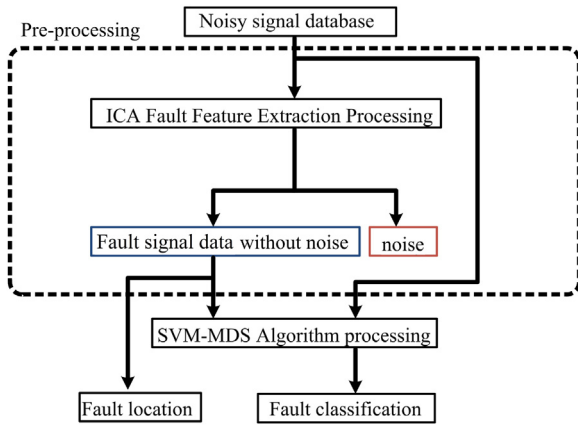 Noisy signal database
Pre-processing
ICA Fault Feature Extraction Processing
Fault signal data without noise
noise
SVM-MDS Algorithm processing
Fault location
Fault classification